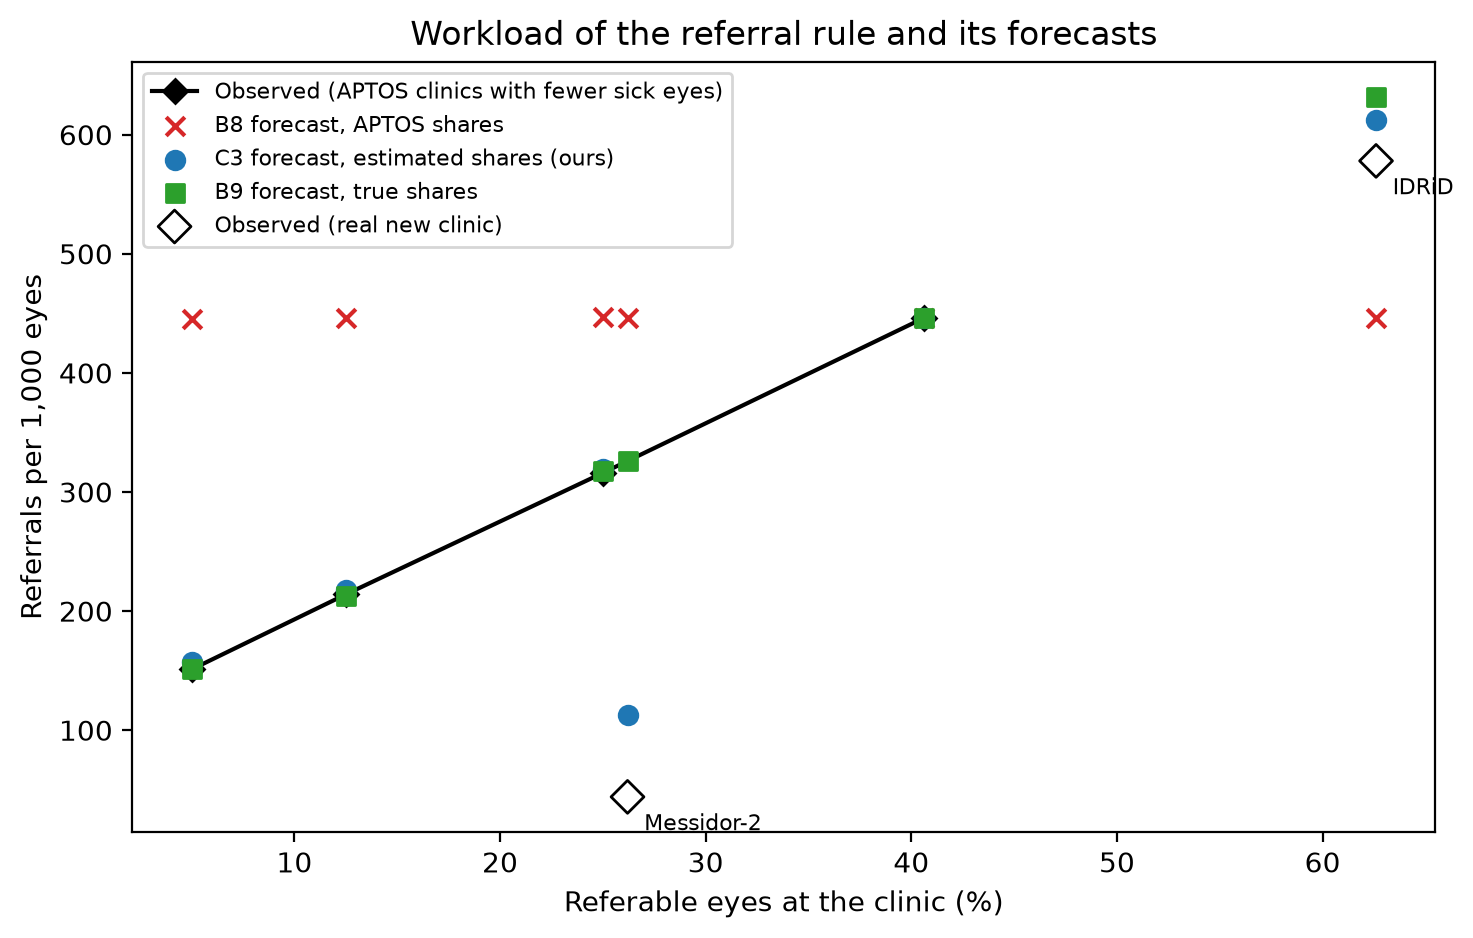 Workload of the referral rule and its forecasts
Observed (APTOS clinics with fewer sick eyes)
B8 forecast, APTOS shares
C3 forecast, estimated shares (ours)
B9 forecast, true shares
Observed (real new clinic)
IDRiD
Messidor-2
Referrals per 1,000 eyes
600
500
400
300
200
100
10 20 30 40 50 60
Referable eyes at the clinic (%)